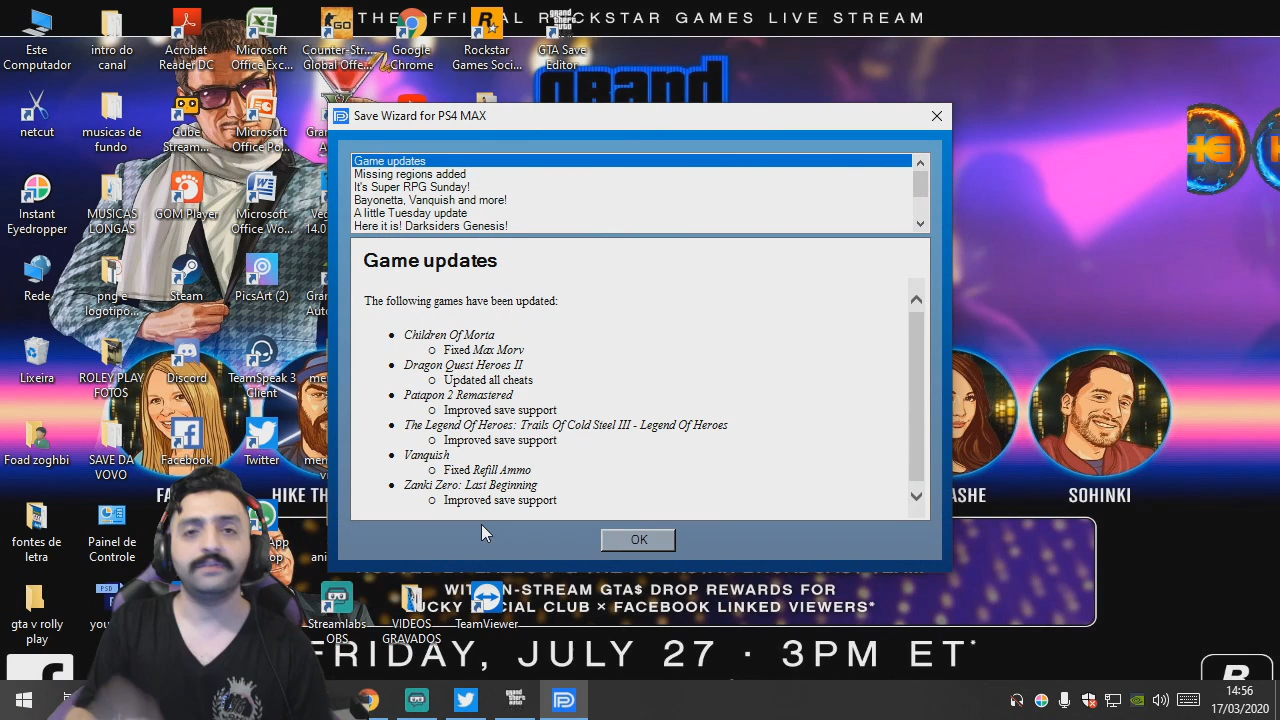 THE OFFICIAL ROCKSTAR GAMES LIVE STREAM
Este
Computador
intro do
canal
Acrobat
Reader DC
Microsoft
Office Exc...
Counter-Str...
Global Offe...
Google
Chrome
Rockstar
Games Soci...
GTA Save
Editor
netcut
musicas de
fundo
Cube
Stream...
Microsoft
Office Po...
Instant
Eyedropper
MUSICAS
LONGAS
GOM Player
Microsoft
Office Wo...
Rede
png e
logotipo...
Steam
PicsArt (2)
Lixeira
ROLEY PLAY
FOTOS
Discord
TeamSpeak 3
Client
Foad zoghbi
SAVE DA
VOVO
Facebook
Twitter
fontes de
letra
Painel de
Controle
gta v rolly
play
Streamlabs
OBS
VIDEOS
GRAVADOS
TeamViewer
Save Wizard for PS4 MAX
Game updates
Missing regions added
It's Super RPG Sunday!
Bayonetta, Vanquish and more!
A little Tuesday update
Here it is! Darksiders Genesis!
Game updates
The following games have been updated:
Children Of Morta
Fixed Max Morv
Dragon Quest Heroes II
Updated all cheats
Patapon 2 Remastered
Improved save support
The Legend Of Heroes: Trails Of Cold Steel III - Legend Of Heroes
Improved save support
Vanquish
Fixed Refill Ammo
Zanki Zero: Last Beginning
Improved save support
OK
SOHINKI
-STREAM GTA$ DROP REWARDS FOR
CLUB × FACEBOOK LINKED VIEWERS*
FRIDAY, JULY 27 · 3PM ET*
14:56
17/03/2020